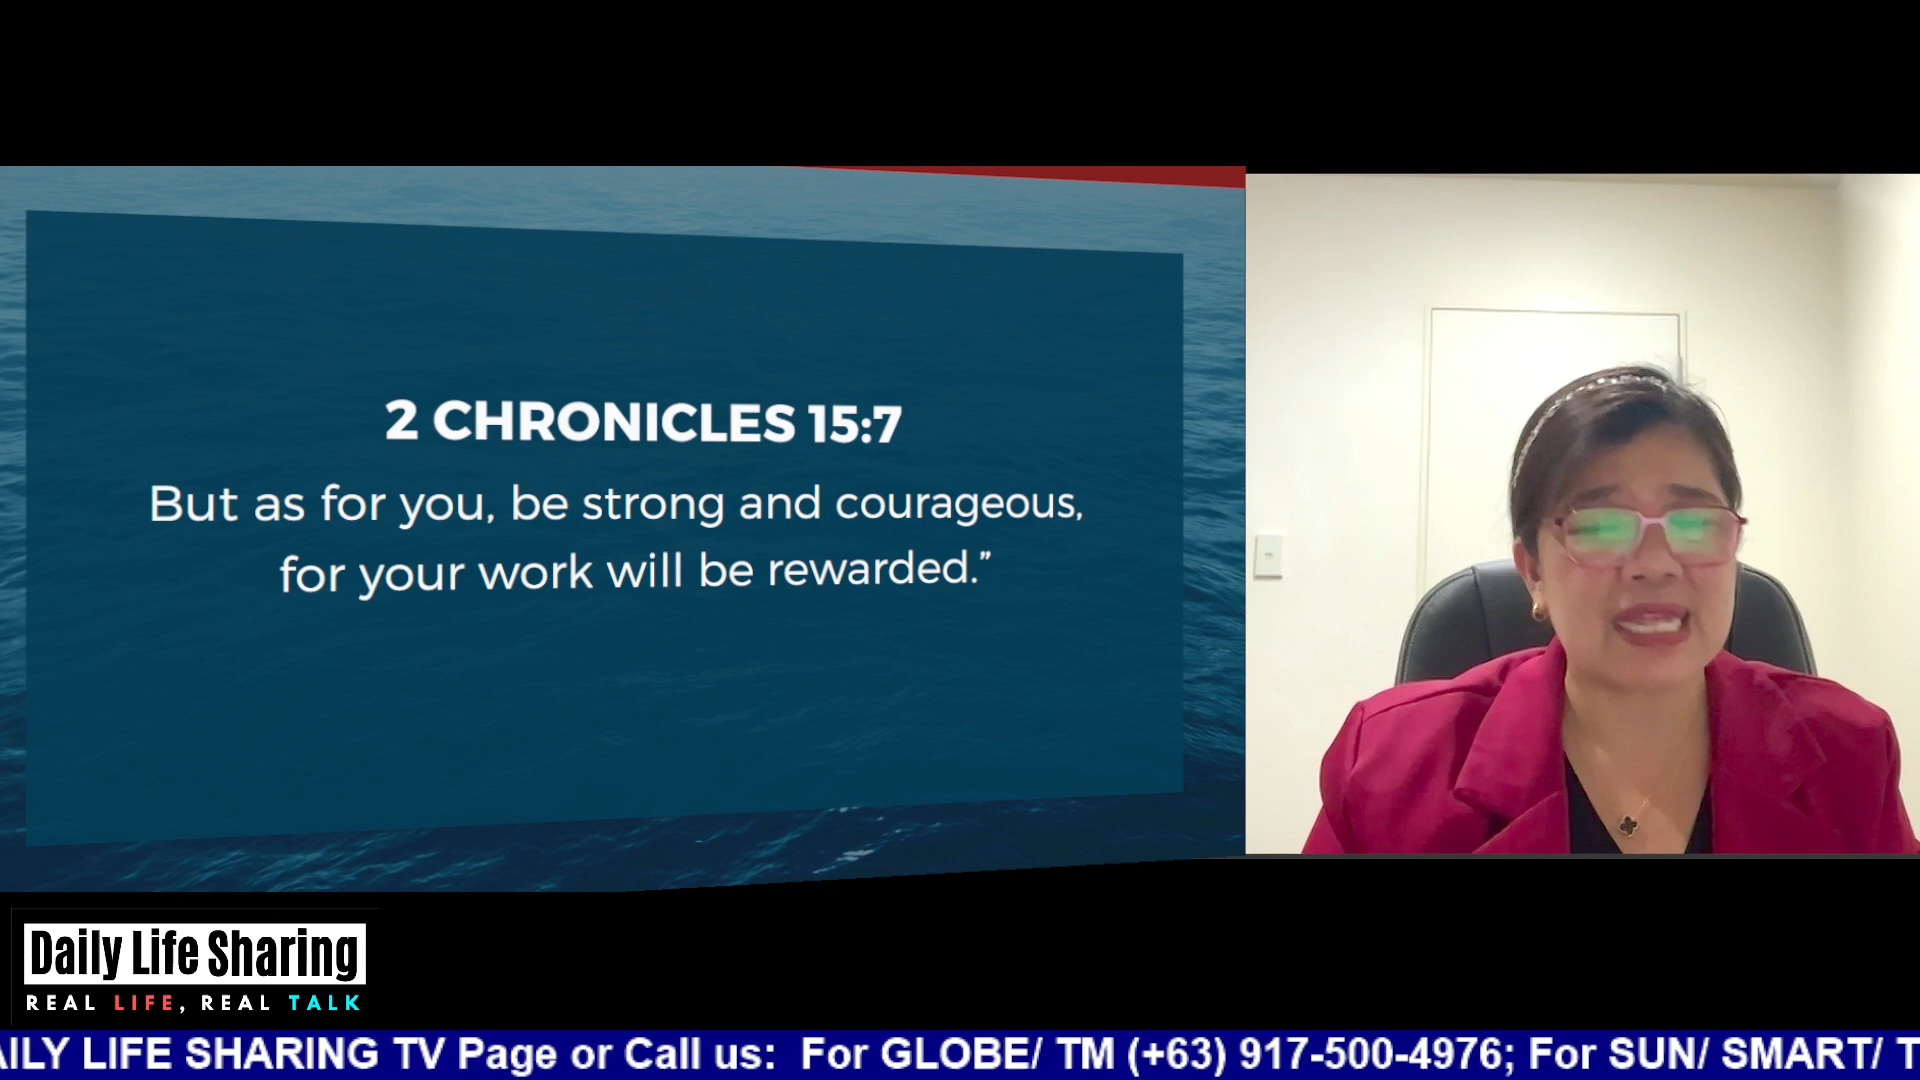 2 CHRONICLES 15:7
But as for you, be strong and courageous,
for your work will be rewarded.”
Daily Life Sharing
REAL LIFE, REAL TALK
AILY LIFE SHARING TV Page or Call us: For GLOBE/ TM (+63) 917-500-4976; For SUN/ SMART/ T